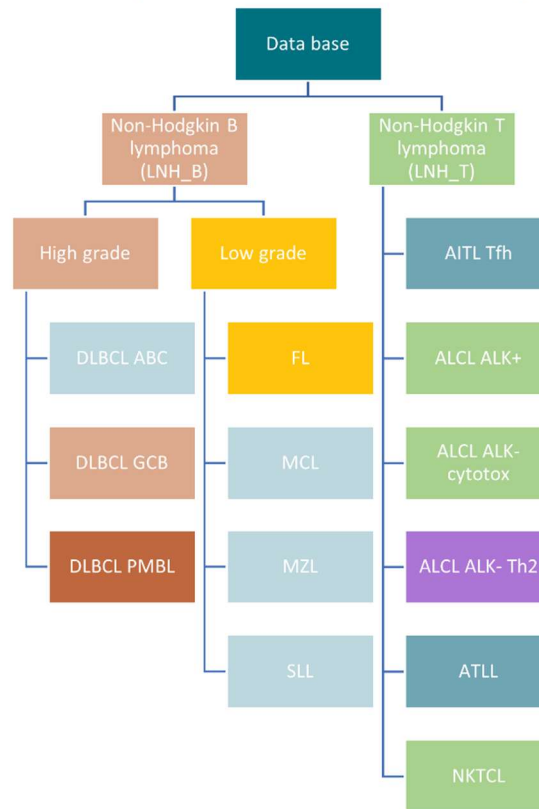 Data base
Non-Hodgkin B
lymphoma
(LNH_B)
Non-Hodgkin T
lymphoma
(LNH_T)
High grade
Low grade
AITL Tfh
DLBCL ABC
FL
ALCL ALK+
DLBCL GCB
MCL
ALCL ALK-
cytotox
DLBCL PMBL
MZL
ALCL ALK- Th2
SLL
ATLL
NKTCL